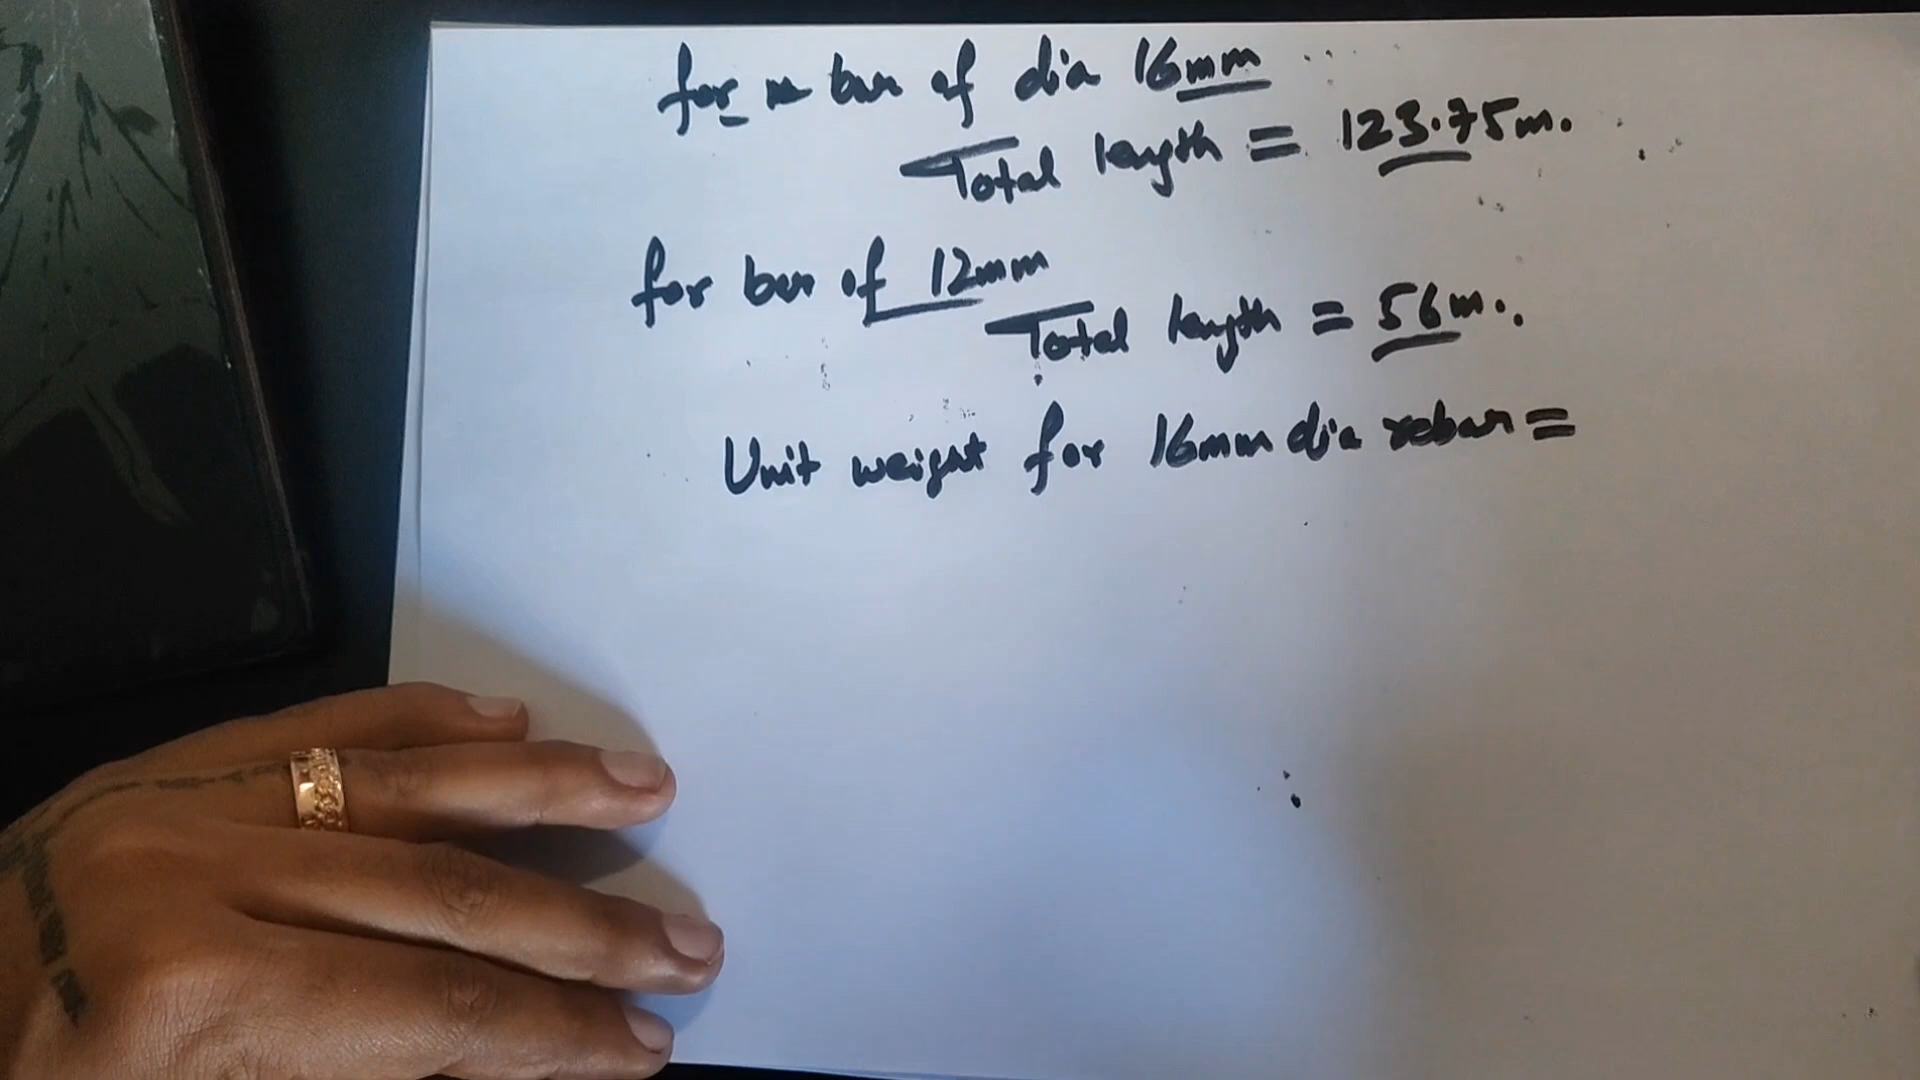 for bar of dia 16mm
Total length = 123.75m.
for bar of 12mm
Total length = 56m.
Unit weight for 16mm dia rebar =